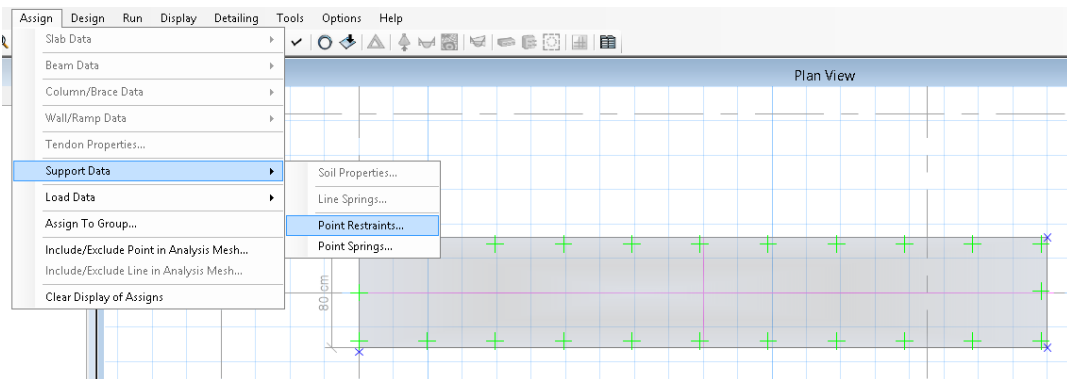 Assign Design Run Display Detailing Tools Options Help
Slab Data
Beam Data
Column/Brace Data
Wall/Ramp Data
Tendon Properties...
Support Data
Load Data
Assign To Group...
Include/Exclude Point in Analysis Mesh...
Include/Exclude Line in Analysis Mesh...
Clear Display of Assigns
Soil Properties...
Line Springs...
Point Restraints...
Point Springs...
Plan View
80 cm